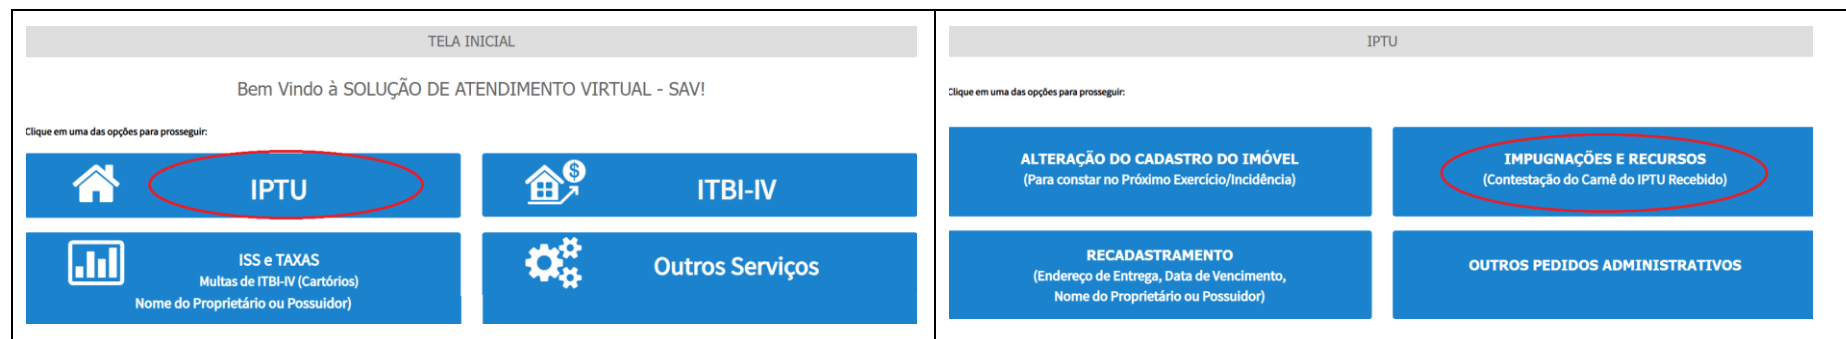 TELA INICIAL
Bem Vindo à SOLUÇÃO DE ATENDIMENTO VIRTUAL - SAV!
Clique em uma das opções para prosseguir:
IPTU
ITBI-IV
ISS e TAXAS
Multas de ITBI-IV (Cartórios)
Nome do Proprietário ou Possuidor)
Outros Serviços
IPTU
Clique em uma das opções para prosseguir:
ALTERAÇÃO DO CADASTRO DO IMÓVEL
(Para constar no Próximo Exercício/Incidência)
IMPUGNAÇÕES E RECURSOS
(Contestação do Carnê do IPTU Recebido)
RECADASTRAMENTO
(Endereço de Entrega, Data de Vencimento,
Nome do Proprietário ou Possuidor)
OUTROS PEDIDOS ADMINISTRATIVOS